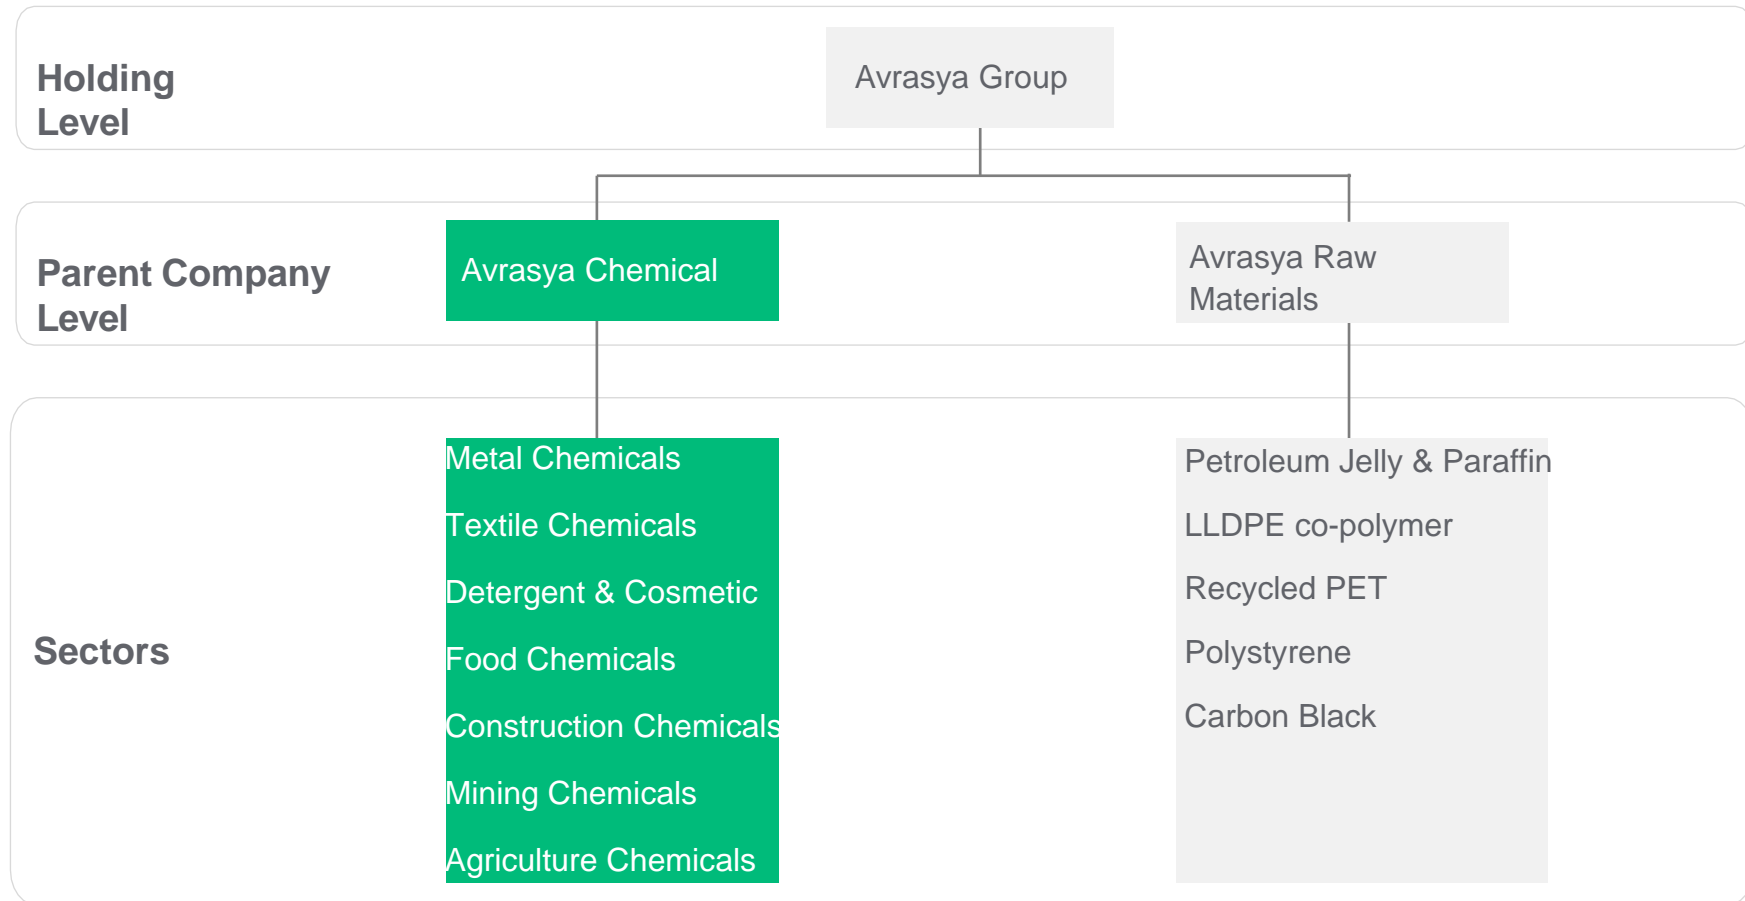 Holding
Level
Avrasya Group
Parent Company
Level
Avrasya Chemical
Avrasya Raw
Materials
Sectors
Metal Chemicals
Textile Chemicals
Detergent & Cosmetic
Food Chemicals
Construction Chemicals
Mining Chemicals
Agriculture Chemicals
Petroleum Jelly & Paraffin
LLDPE co-polymer
Recycled PET
Polystyrene
Carbon Black